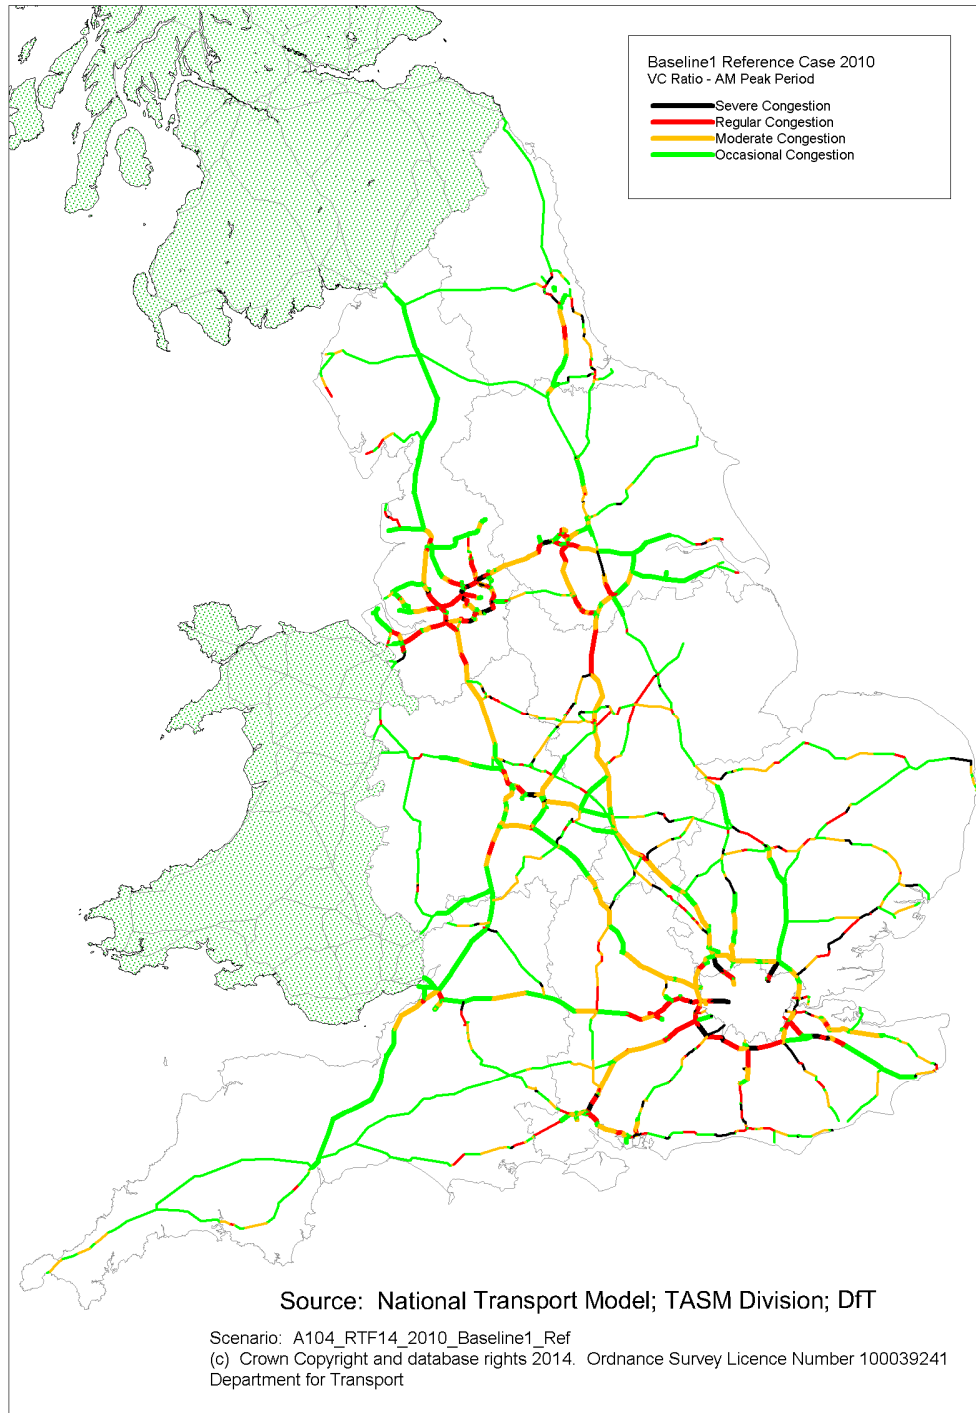 Baseline1 Reference Case 2010
VC Ratio - AM Peak Period
Severe Congestion
Regular Congestion
Moderate Congestion
Occasional Congestion
Source: National Transport Model; TASM Division; DfT
Scenario: A104_RTF14_2010_Baseline1_Ref
(c) Crown Copyright and database rights 2014. Ordnance Survey Licence Number 100039241
Department for Transport